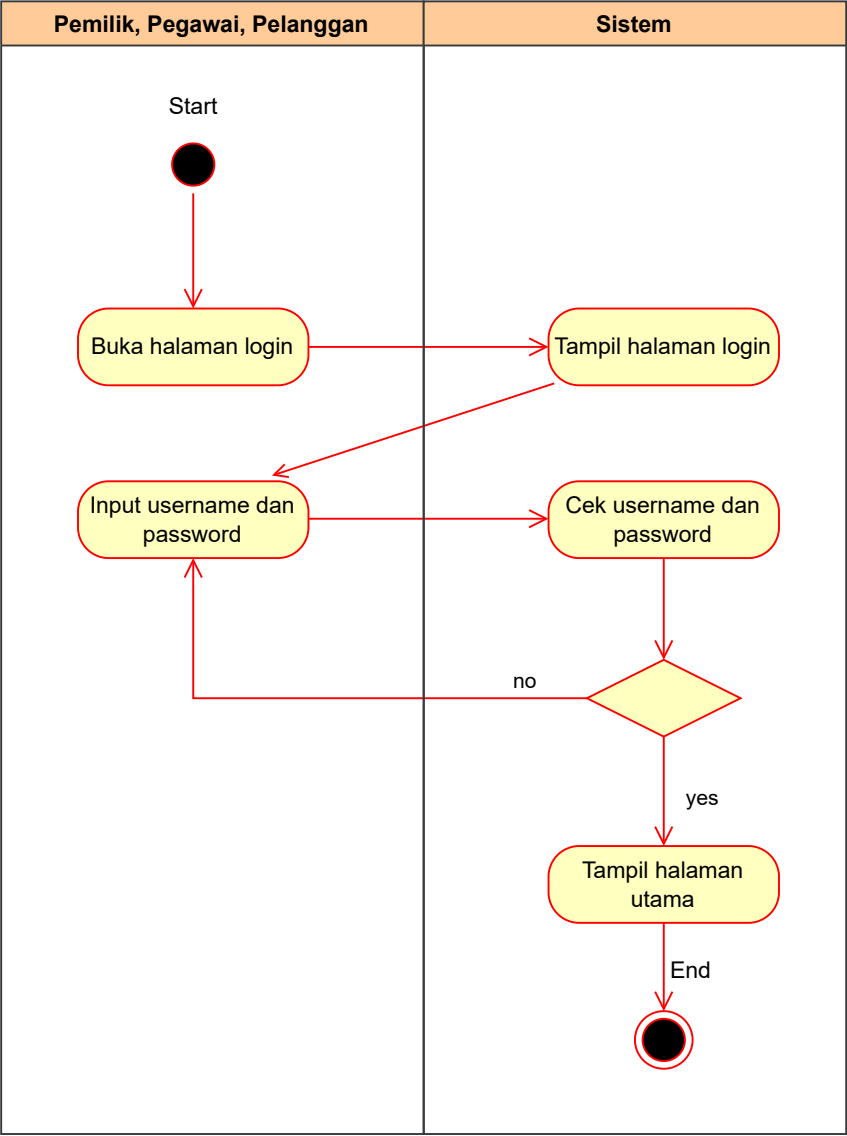 Pemilik, Pegawai, Pelanggan
Sistem
Start
Buka halaman login
Tampil halaman login
Input username dan
password
Cek username dan
password
no
yes
Tampil halaman
utama
End